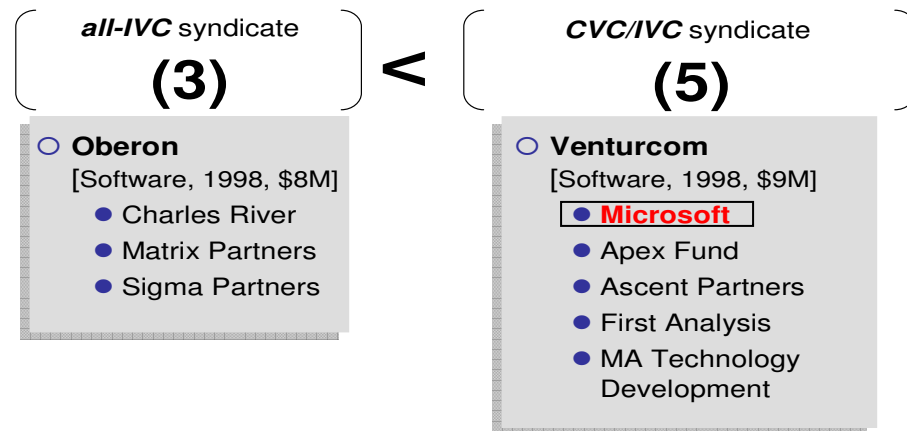 all-IVC syndicate
(3)
<
CVC/IVC syndicate
(5)
Oberon
[Software, 1998, $8M]
Charles River
Matrix Partners
Sigma Partners
Venturcom
[Software, 1998, $9M]
Microsoft
Apex Fund
Ascent Partners
First Analysis
MA Technology
Development